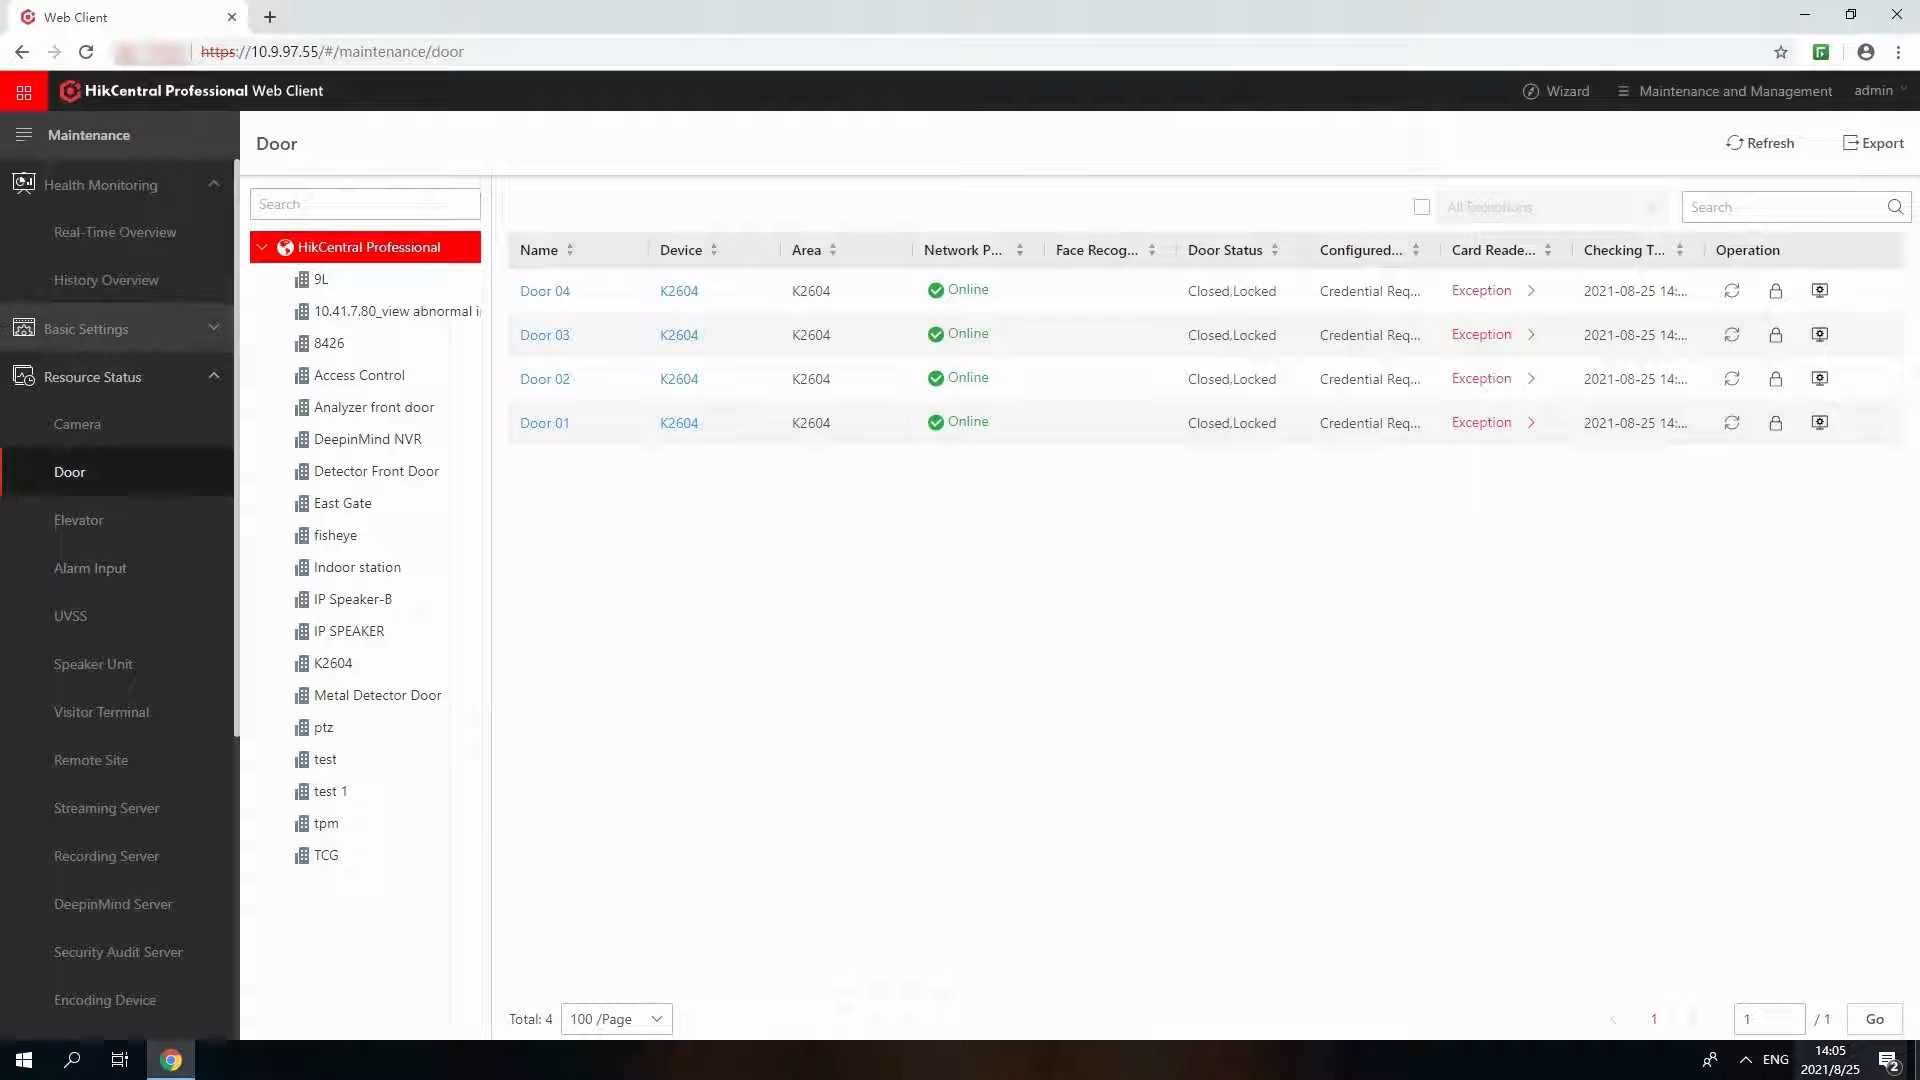 Web Client
https://10.9.97.55/#/maintenance/door
HikCentral Professional Web Client
Wizard
Maintenance and Management
admin
Maintenance
Health Monitoring
Real-Time Overview
History Overview
Basic Settings
Resource Status
Camera
Door
Elevator
Alarm Input
UVSS
Speaker Unit
Visitor Terminal
Remote Site
Streaming Server
Recording Server
DeepinMind Server
Security Audit Server
Encoding Device
Door
Refresh
Export
Search
HikCentral Professional
9L
10.41.7.80_view abnormal i
8426
Access Control
Analyzer front door
DeepinMind NVR
Detector Front Door
East Gate
fisheye
Indoor station
IP Speaker-B
IP SPEAKER
K2604
Metal Detector Door
ptz
test
test 1
tpm
TCG
All Exceptions
Search
Name Device Area Network P... Face Recog... Door Status Configured... Card Reade... Checking T... Operation
Door 04 K2604 K2604 Online Closed,Locked Credential Req... Exception 2021-08-25 14:...
Door 03 K2604 K2604 Online Closed,Locked Credential Req... Exception 2021-08-25 14:...
Door 02 K2604 K2604 Online Closed,Locked Credential Req... Exception 2021-08-25 14:...
Door 01 K2604 K2604 Online Closed,Locked Credential Req... Exception 2021-08-25 14:...
Total: 4
100 /Page
1
1 / 1 Go
ENG
14:05
2021/8/25
2